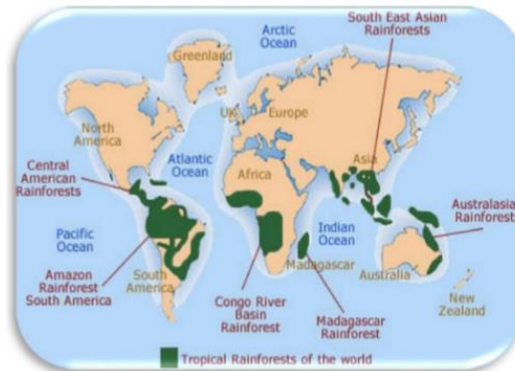 Arctic
Ocean
South East Asian
Rainforests
Greenland
UK
Europe
North
America
Asia
Central
American
Rainforests
Atlantic
Ocean
Africa
Australasia
Rainforests
Pacific
Ocean
Indian
Ocean
Amazon
Rainforest
South America
South
America
Madagascar
Australia
Congo River
Basin
Rainforest
Madagascar
Rainforest
New
Zealand
Tropical Rainforests of the world